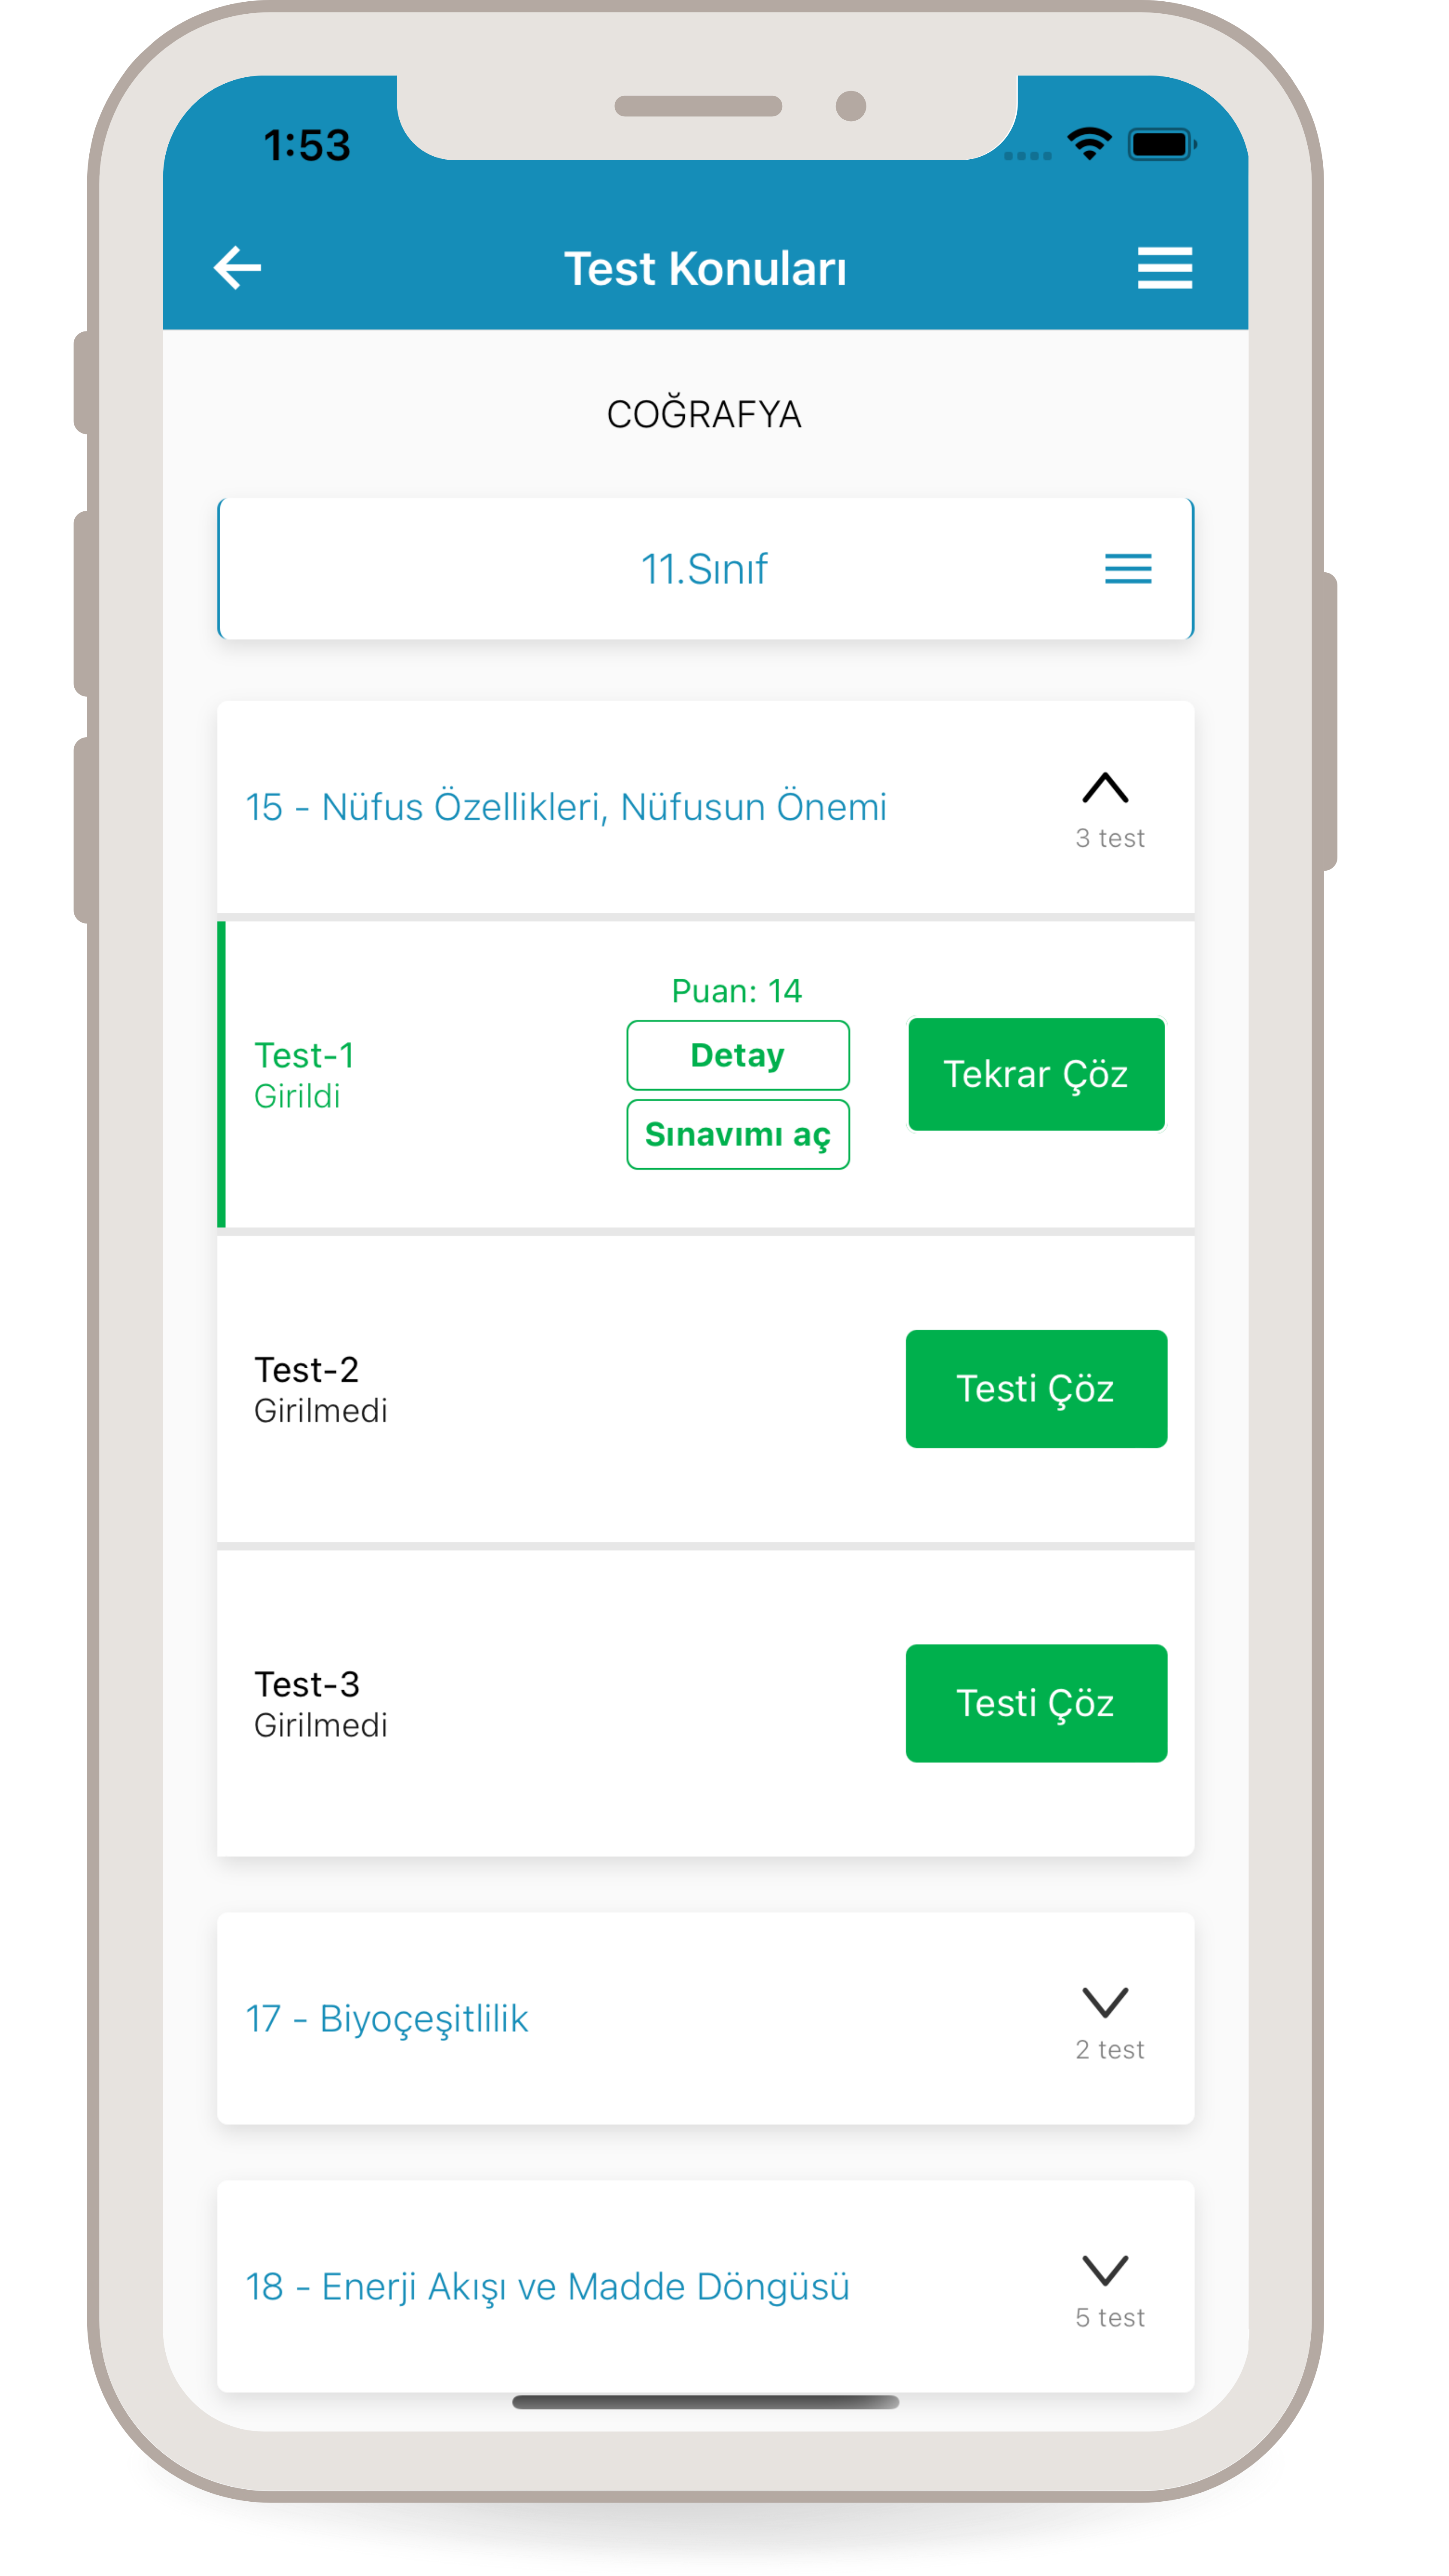 1:53
Test Konuları
COĞRAFYA
11.Sınıf
15 - Nüfus Özellikleri, Nüfusun Önemi
3 test
Puan: 14
Test-1
Girildi
Detay
Sınavımı aç
Tekrar Çöz
Test-2
Girilmedi
Testi Çöz
Test-3
Girilmedi
Testi Çöz
17 - Biyoçeşitlilik
2 test
18 - Enerji Akışı ve Madde Döngüsü
5 test